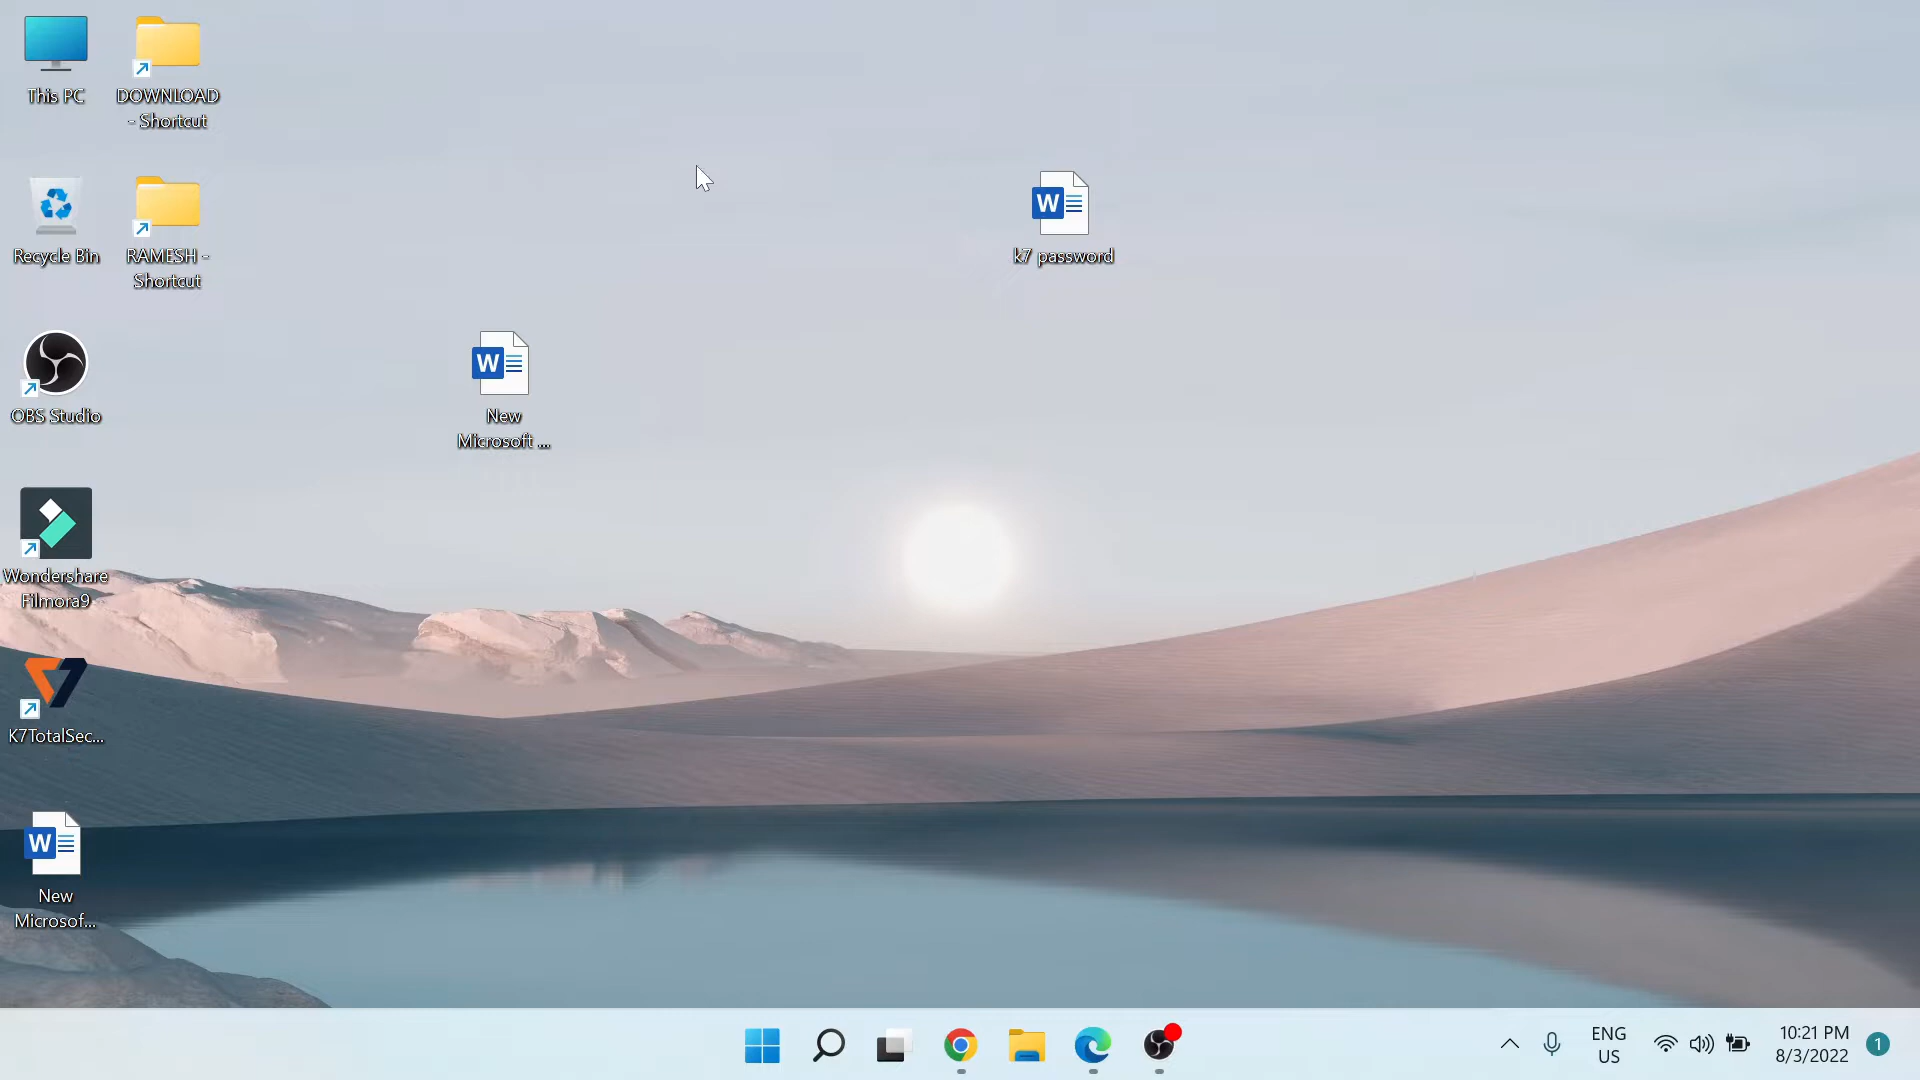 This PC
DOWNLOAD
- Shortcut
Recycle Bin
RAMESH -
Shortcut
W
k7 password
OBS Studio
W
New
Microsoft ...
Wondershare
Filmora9
K7TotalSec...
W
New
Microsof...
ENG
US
10:21 PM
8/3/2022
1